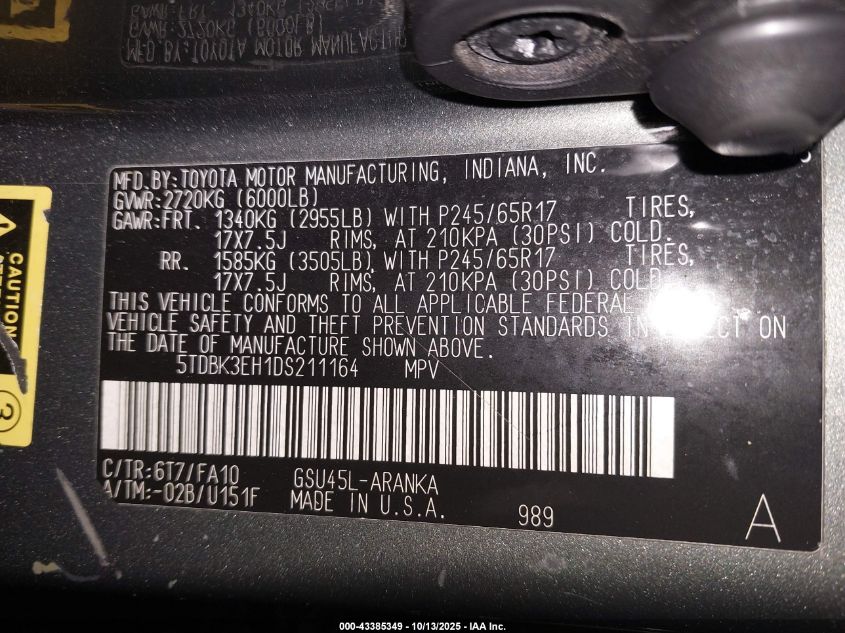 MFD.BY:TOYOTA MOTOR MANUFACTURING, INDIANA, INC.
GVWR:2720KG (6000LB)
GAWR:FRT. 1340KG (2955LB) WITH P245/65R17 TIRES,
17X7.5J RIMS, AT 210KPA (30PSI) COLD.
RR. 1585KG (3505LB) WITH P245/65R17 TIRES,
17X7.5J RIMS, AT 210KPA (30PSI) COLD.
THIS VEHICLE CONFORMS TO ALL APPLICABLE FEDERAL
VEHICLE SAFETY AND THEFT PREVENTION STANDARDS IN ON
THE DATE OF MANUFACTURE SHOWN ABOVE.
5TDBK3EH1DS211164 MPV
C/TR:6T7/FA10 GSU45L-ARANKA
A/TM:-02B/U151F MADE IN U.S.A.
989
A
CAUTION
3
000-43385349 - 10/13/2025 - IAA Inc.